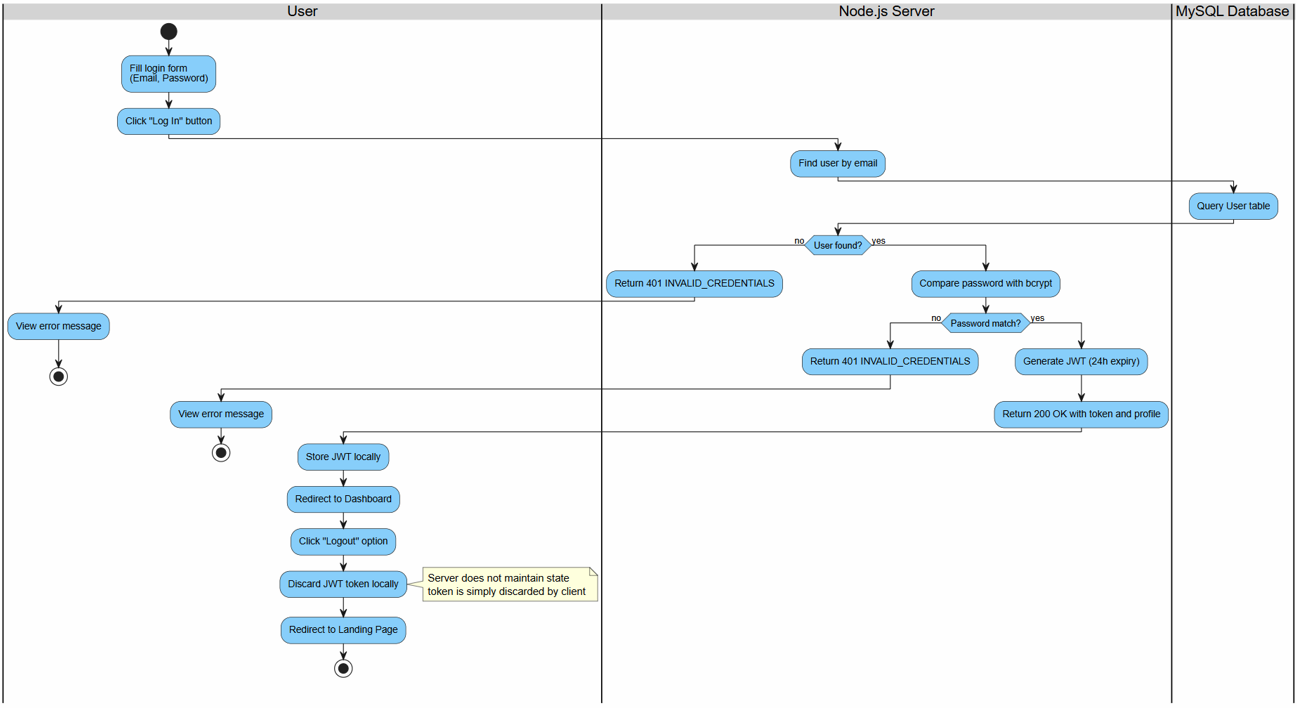 User
Node.js Server
MySQL Database
Fill login form
(Email, Password)
Click "Log In" button
Find user by email
Query User table
no
User found?
yes
Return 401 INVALID_CREDENTIALS
Compare password with bcrypt
View error message
no
Password match?
yes
Return 401 INVALID_CREDENTIALS
Generate JWT (24h expiry)
View error message
Return 200 OK with token and profile
Store JWT locally
Redirect to Dashboard
Click "Logout" option
Discard JWT token locally
Server does not maintain state
token is simply discarded by client
Redirect to Landing Page